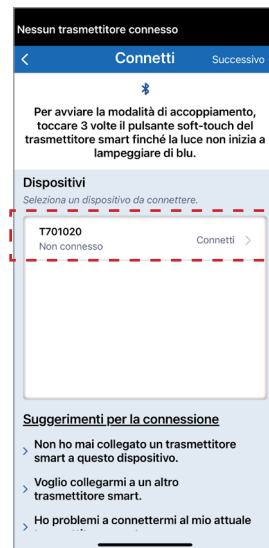 Nessun trasmettitore connesso
Connetti Successivo
Per avviare la modalità di accoppiamento,
toccare 3 volte il pulsante soft-touch del
trasmettitore smart finché la luce non inizia a
lampeggiare di blu.
Dispositivi
Seleziona un dispositivo da connettere.
T701020
Non connesso
Connetti
Suggerimenti per la connessione
Non ho mai collegato un trasmettitore
smart a questo dispositivo.
Voglio collegarmi a un altro
trasmettitore smart.
Ho problemi a connettermi al mio attuale